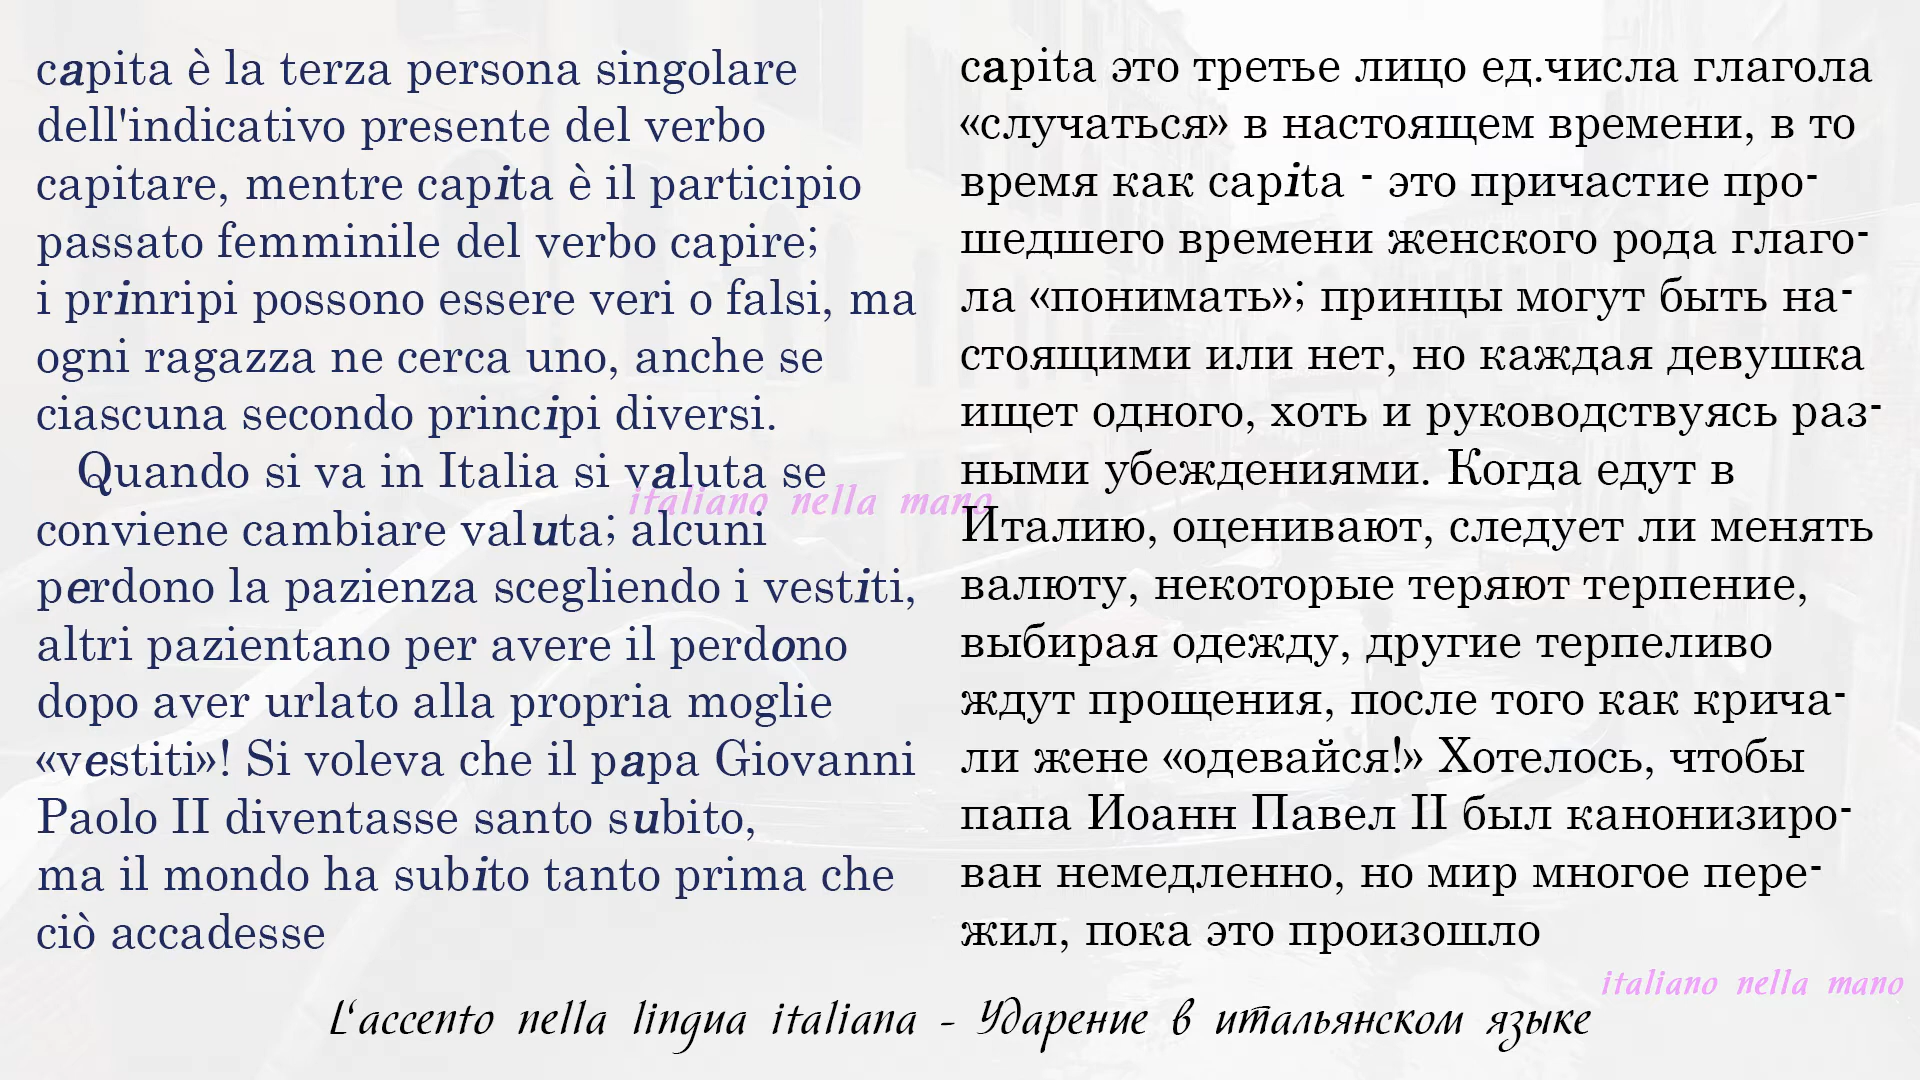 capita è la terza persona singolare
dell'indicativo presente del verbo
capitare, mentre capita è il participio
passato femminile del verbo capire;
i prinripi possono essere veri o falsi, ma
ogni ragazza ne cerca uno, anche se
ciascuna secondo principi diversi.
Quando si va in Italia si valuta se
conviene cambiare valuta; alcuni
perdono la pazienza scegliendo i vestiti,
altri pazientano per avere il perdono
dopo aver urlato alla propria moglie
«vestiti»! Si voleva che il papa Giovanni
Paolo II diventasse santo subito,
ma il mondo ha subito tanto prima che
ciò accadesse
italiano nella mano
capita это третье лицо ед.числа глагола
«случаться» в настоящем времени, в то
время как capita - это причастие про-
шедшего времени женского рода глаго-
ла «понимать»; принцы могут быть на-
стоящими или нет, но каждая девушка
ищет одного, хоть и руководствуясь раз-
ными убеждениями. Когда едут в
Италию, оценивают, следует ли менять
валюту, некоторые теряют терпение,
выбирая одежду, другие терпеливо
ждут прощения, после того как крича-
ли жене «одевайся!» Хотелось, чтобы
папа Иоанн Павел II был канонизиро-
ван немедленно, но мир многое пере-
жил, пока это произошло
italiano nella mano
L‘accento nella lingua italiana - Ударение в итальянском языке